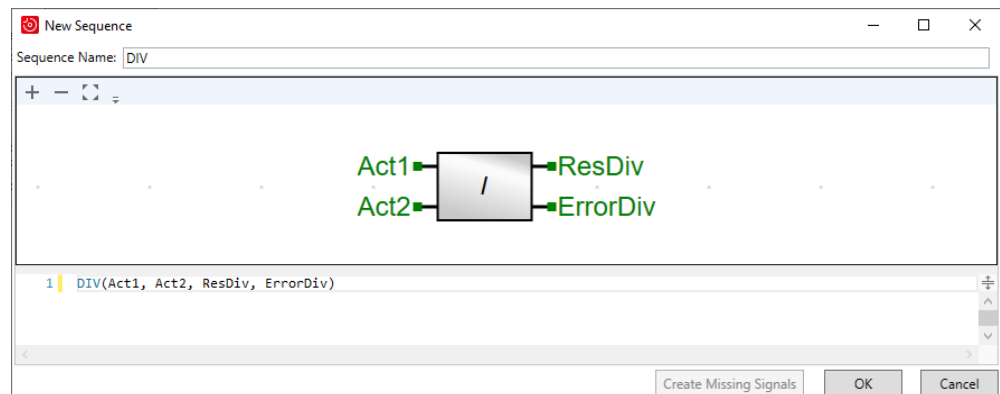 New Sequence
Sequence Name: DIV
Act1 ResDiv
/
Act2 ErrorDiv
1 DIV(Act1, Act2, ResDiv, ErrorDiv)
Create Missing Signals OK Cancel